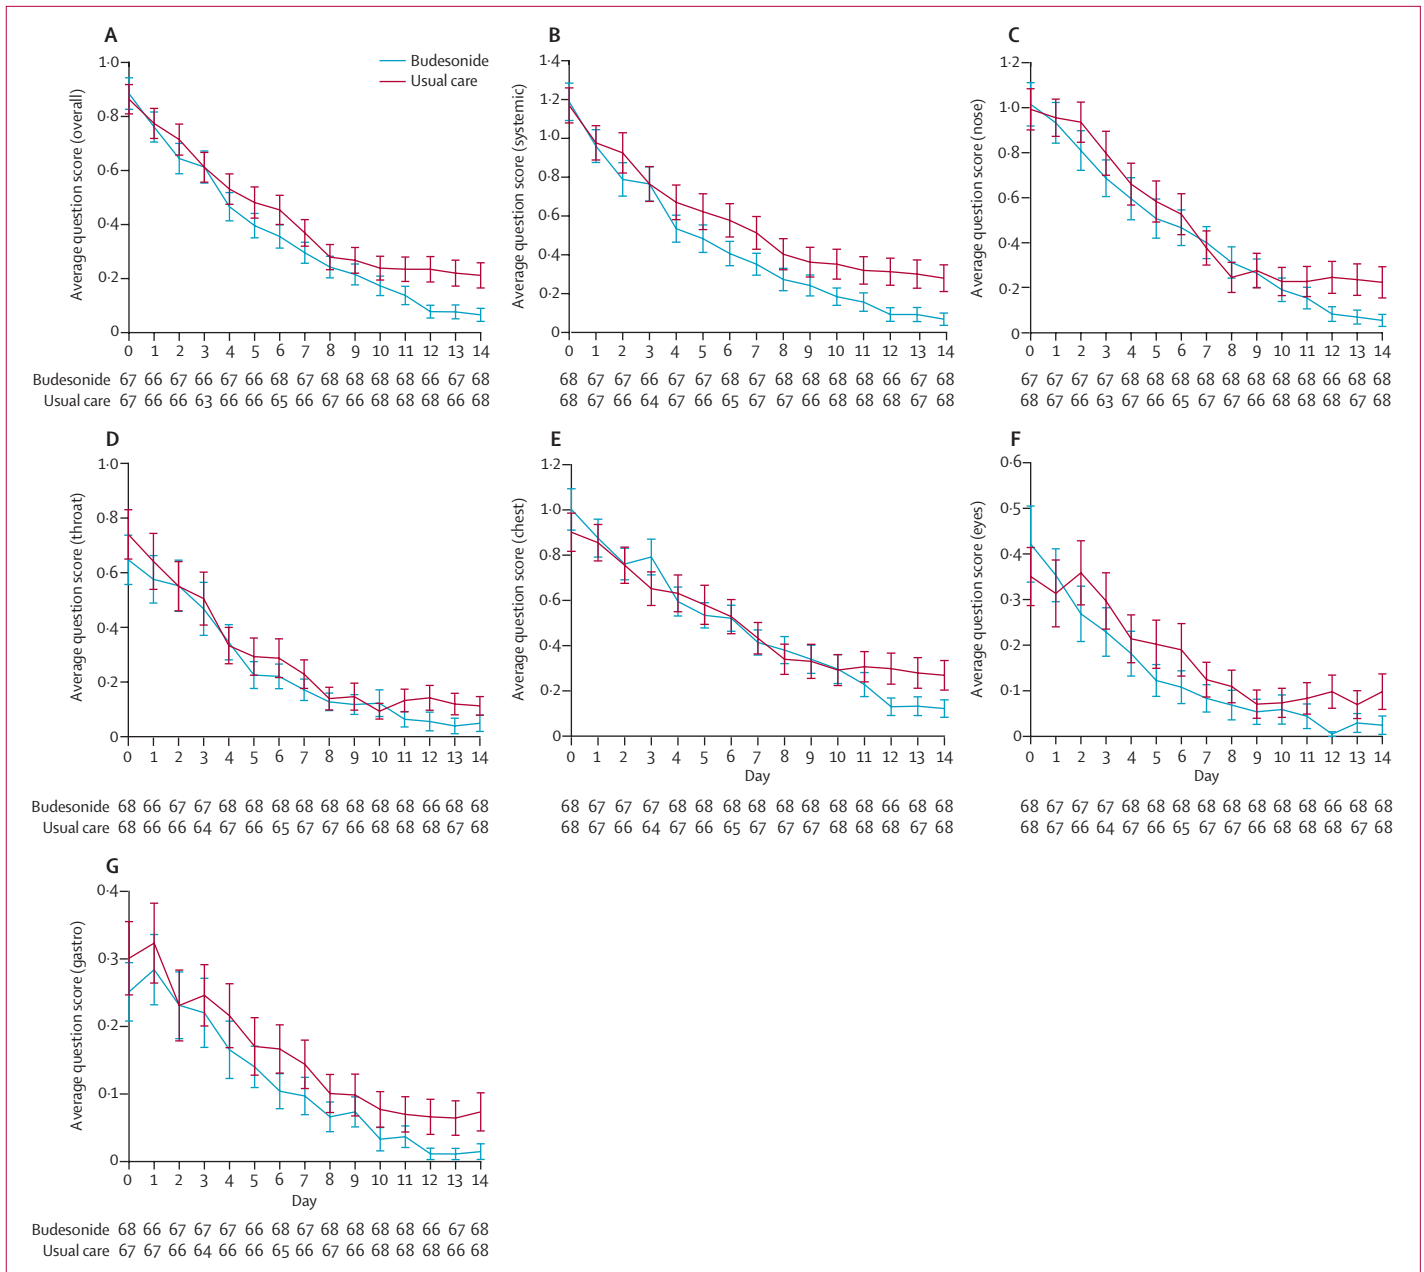 A
Budesonide
Usual care
Average question score (overall)
1·0
0·8
0·6
0·4
0·2
0
0 1 2 3 4 5 6 7 8 9 10 11 12 13 14
Budesonide 67 66 67 66 67 66 68 67 68 68 68 68 66 67 68
Usual care 67 66 66 63 66 66 65 66 67 66 68 68 68 66 68
B
Average question score (systemic)
1·4
1·2
1·0
0·8
0·6
0·4
0·2
0
0 1 2 3 4 5 6 7 8 9 10 11 12 13 14
68 67 67 66 67 67 68 67 68 68 68 68 66 67 68
68 67 66 64 67 66 65 67 67 66 68 68 68 67 68
C
Average question score (nose)
1·2
1·0
0·8
0·6
0·4
0·2
0
0 1 2 3 4 5 6 7 8 9 10 11 12 13 14
67 67 67 67 68 68 68 68 68 68 68 68 66 68 68
68 67 66 63 67 66 65 67 67 66 68 68 68 67 68
D
Average question score (throat)
1·0
0·8
0·6
0·4
0·2
0
0 1 2 3 4 5 6 7 8 9 10 11 12 13 14
Budesonide 68 66 67 67 68 68 68 68 68 68 68 68 66 68 68
Usual care 68 66 66 64 67 66 65 67 67 66 68 68 68 67 68
E
Average question score (chest)
1·2
1·0
0·8
0·6
0·4
0·2
0
0 1 2 3 4 5 6 7 8 9 10 11 12 13 14
Day
68 67 67 67 68 68 68 68 68 68 68 68 66 68 68
68 67 66 64 67 66 65 67 67 67 68 68 68 67 68
F
Average question score (eyes)
0·6
0·5
0·4
0·3
0·2
0·1
0
0 1 2 3 4 5 6 7 8 9 10 11 12 13 14
Day
68 67 67 67 68 68 68 68 68 68 68 68 66 68 68
68 67 66 64 67 66 65 67 67 66 68 68 68 67 68
G
Average question score (gastro)
0·4
0·3
0·2
0·1
0
0 1 2 3 4 5 6 7 8 9 10 11 12 13 14
Day
Budesonide 68 66 67 67 67 66 68 67 68 68 68 68 66 67 68
Usual care 67 67 66 64 66 66 65 66 67 66 68 68 68 66 68